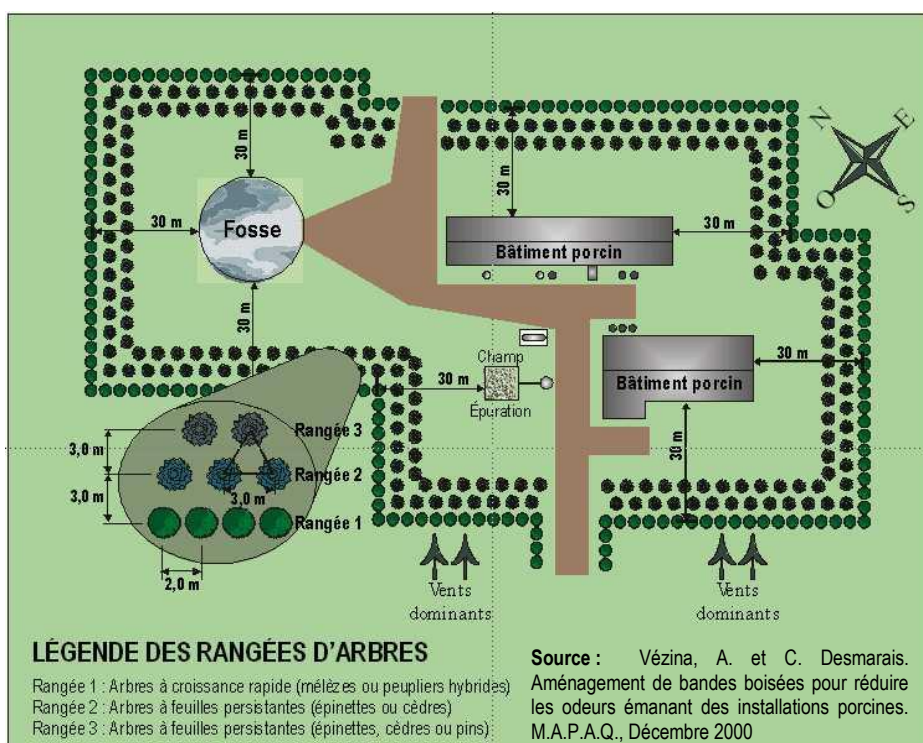 N
E
O
S
30 m
30 m
30 m
30 m
Fosse
Bâtiment porcin
30 m
Champ
Épuration
30 m
30 m
Bâtiment porcin
30 m
Rangée 3
3,0 m
Rangée 2
3,0 m
3,0 m
Rangée 1
2,0 m
Vents
dominants
Vents
dominants
LÉGENDE DES RANGÉES D'ARBRES
Rangée 1 : Arbres à croissance rapide (mélèzes ou peupliers hybrides)
Rangée 2 : Arbres à feuilles persistantes (épinettes ou cèdres)
Rangée 3 : Arbres à feuilles persistantes (épinettes, cèdres ou pins)
Source : Vézina, A. et C. Desmarais.
Aménagement de bandes boisées pour réduire
les odeurs émanant des installations porcines.
M.A.P.A.Q., Décembre 2000